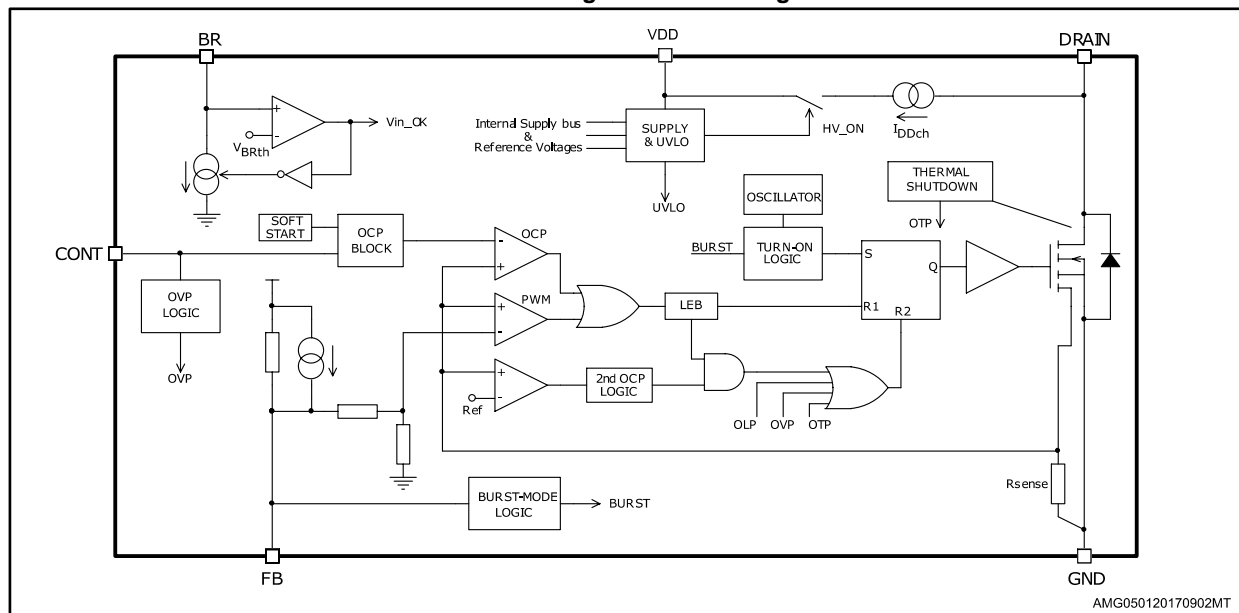 BR
VDD
DRAIN
Vin_OK
VBRth
Internal Supply bus
&
Reference Voltages
SUPPLY
& UVLO
HV_ON
IDDch
UVLO
THERMAL
SHUTDOWN
OTP
OSCILLATOR
BURST
TURN-ON
LOGIC
SOFT
START
OCP
BLOCK
OCP
CONT
OVP
LOGIC
OVP
PWM
LEB
S
Q
R1
R2
Ref
2nd OCP
LOGIC
OLP
OVP
OTP
Rsense
BURST-MODE
LOGIC
BURST
FB
GND
AMG050120170902MT